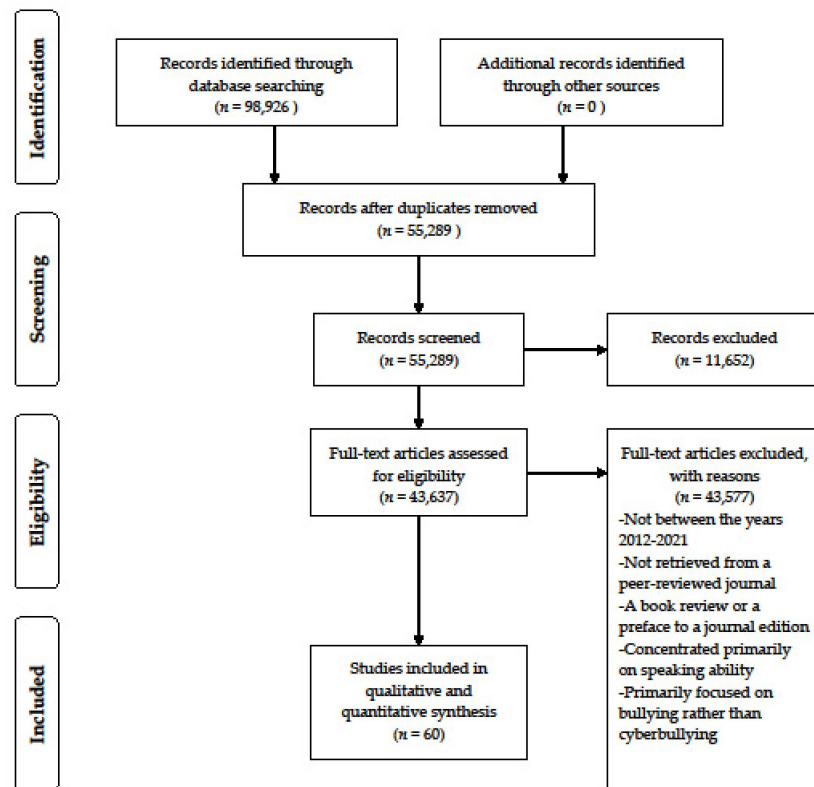 Identification
Records identified through
database searching
(n = 98,926 )
Additional records identified
through other sources
(n = 0 )
Records after duplicates removed
(n = 55,289 )
Screening
Records screened
(n = 55,289)
Records excluded
(n = 11,652)
Eligibility
Full-text articles assessed
for eligibility
(n = 43,637)
Full-text articles excluded,
with reasons
(n = 43,577)
-Not between the years
2012-2021
-Not retrieved from a
peer-reviewed journal
-A book review or a
preface to a journal edition
-Concentrated primarily
on speaking ability
-Primarily focused on
bullying rather than
cyberbullying
Included
Studies included in
qualitative and
quantitative synthesis
(n = 60)